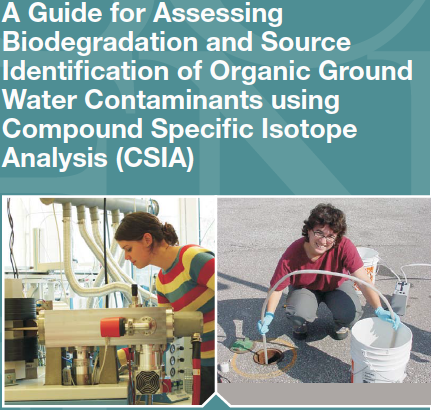 A Guide for Assessing
Biodegradation and Source
Identification of Organic Ground
Water Contaminants using
Compound Specific Isotope
Analysis (CSIA)